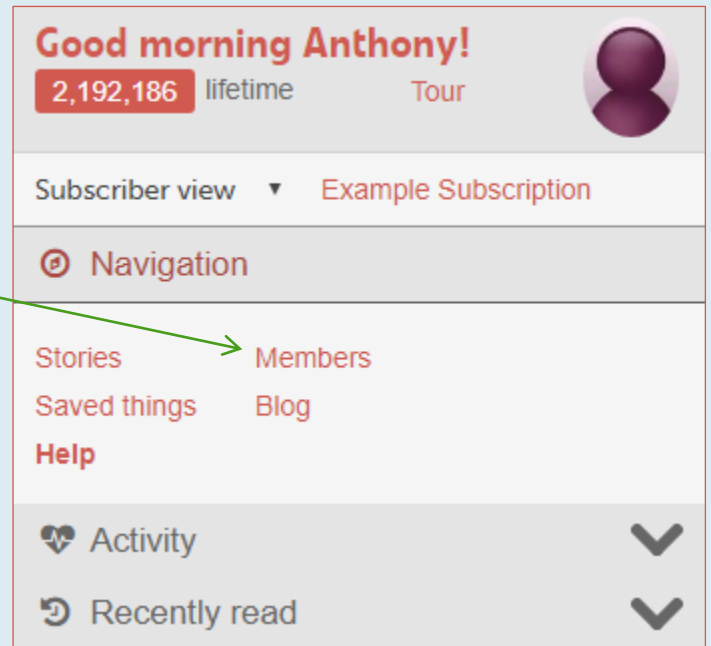 Good morning Anthony!
2,192,186 lifetime Tour
Subscriber view ▼ Example Subscription
Navigation
Stories Members
Saved things Blog
Help
Activity
Recently read